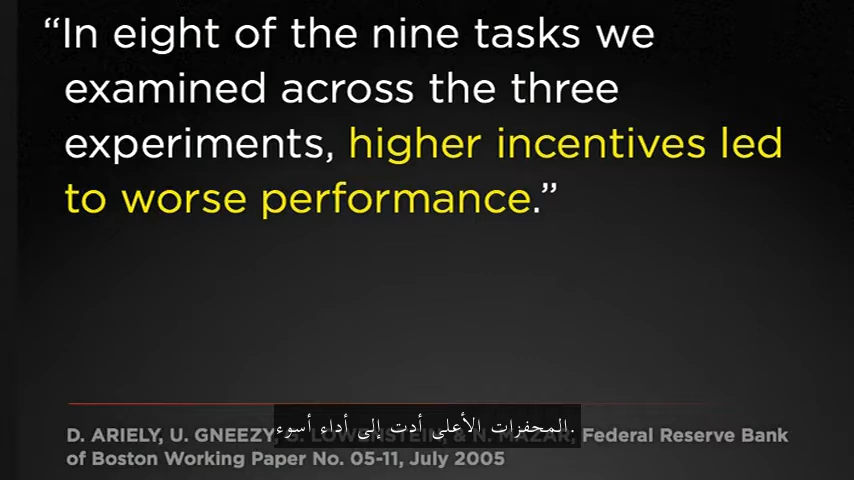 “In eight of the nine tasks we
examined across the three
experiments, higher incentives led
to worse performance.”
المحفزات الأعلى أدت إلى أداء أسوء.
D. ARIELY, U. GNEEZY, G. LOWENSTEIN, & N. MAZAR, Federal Reserve Bank
of Boston Working Paper No. 05-11, July 2005